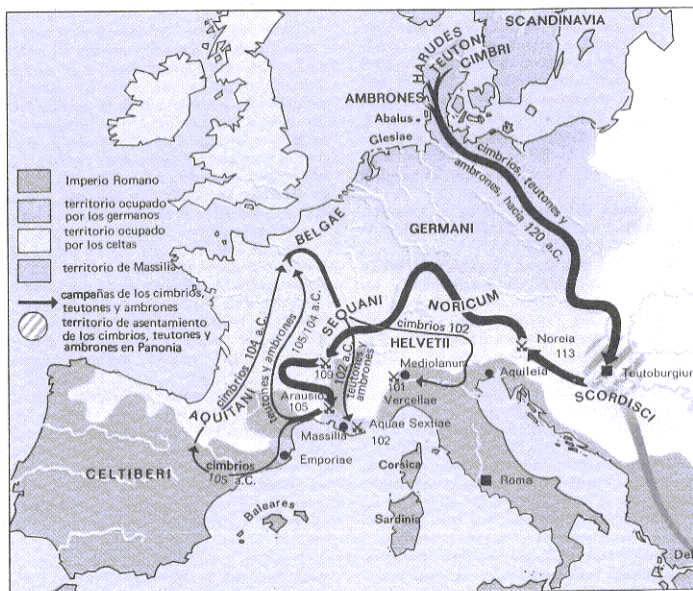 SCANDINAVIA
HARUDES
TEUTONI
CIMBRI
AMBRONES
Abalus
Glesiae
cimbrios, teutones y
ambrones, hacia
120 a.C.
Imperio Romano
territorio ocupado
por los germanos
territorio ocupado
por los celtas
territorio de Massilia
campañas de los cimbrios,
teutones y ambrones
territorio de asentamiento
de los cimbrios, teutones y
ambrones en Panonia
BELGAE
GERMANI
SEQUANI
NORICUM
HELVETII
cimbrios 102
cimbrios 104 a.C.
teutones y ambrones
105/104 a.C.
102 a.C.
teutones y
ambrones
Noreia
113
Teutoburgium
SCORDISCI
109
Mediolanum
101
Vercellae
Aquileia
Arausio
105
AQUITANI
Massilia
Aquae Sextiae
102
CELTIBERI
cimbrios
105 a.C.
Emporiae
Corsica
Roma
Baleares
Sardinia
Del